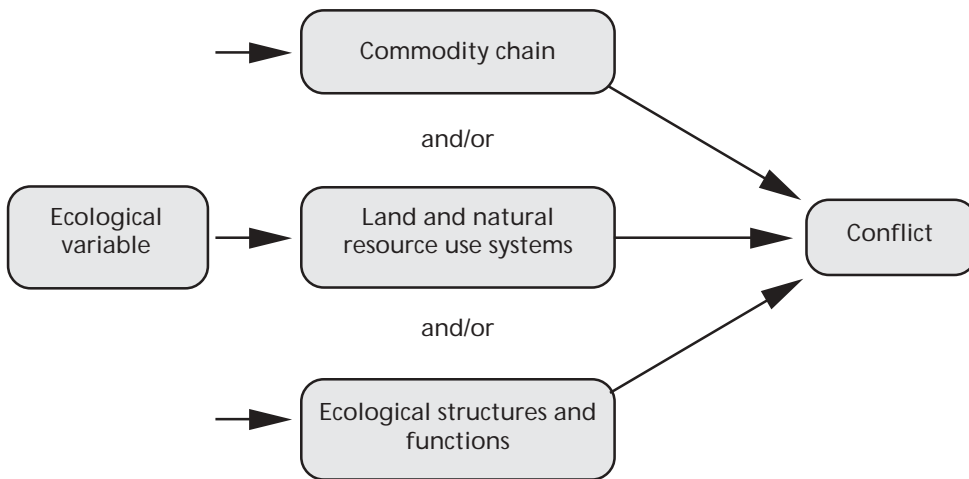 Commodity chain
and/or
Ecological
variable
Land and natural
resource use systems
Conflict
and/or
Ecological structures and
functions